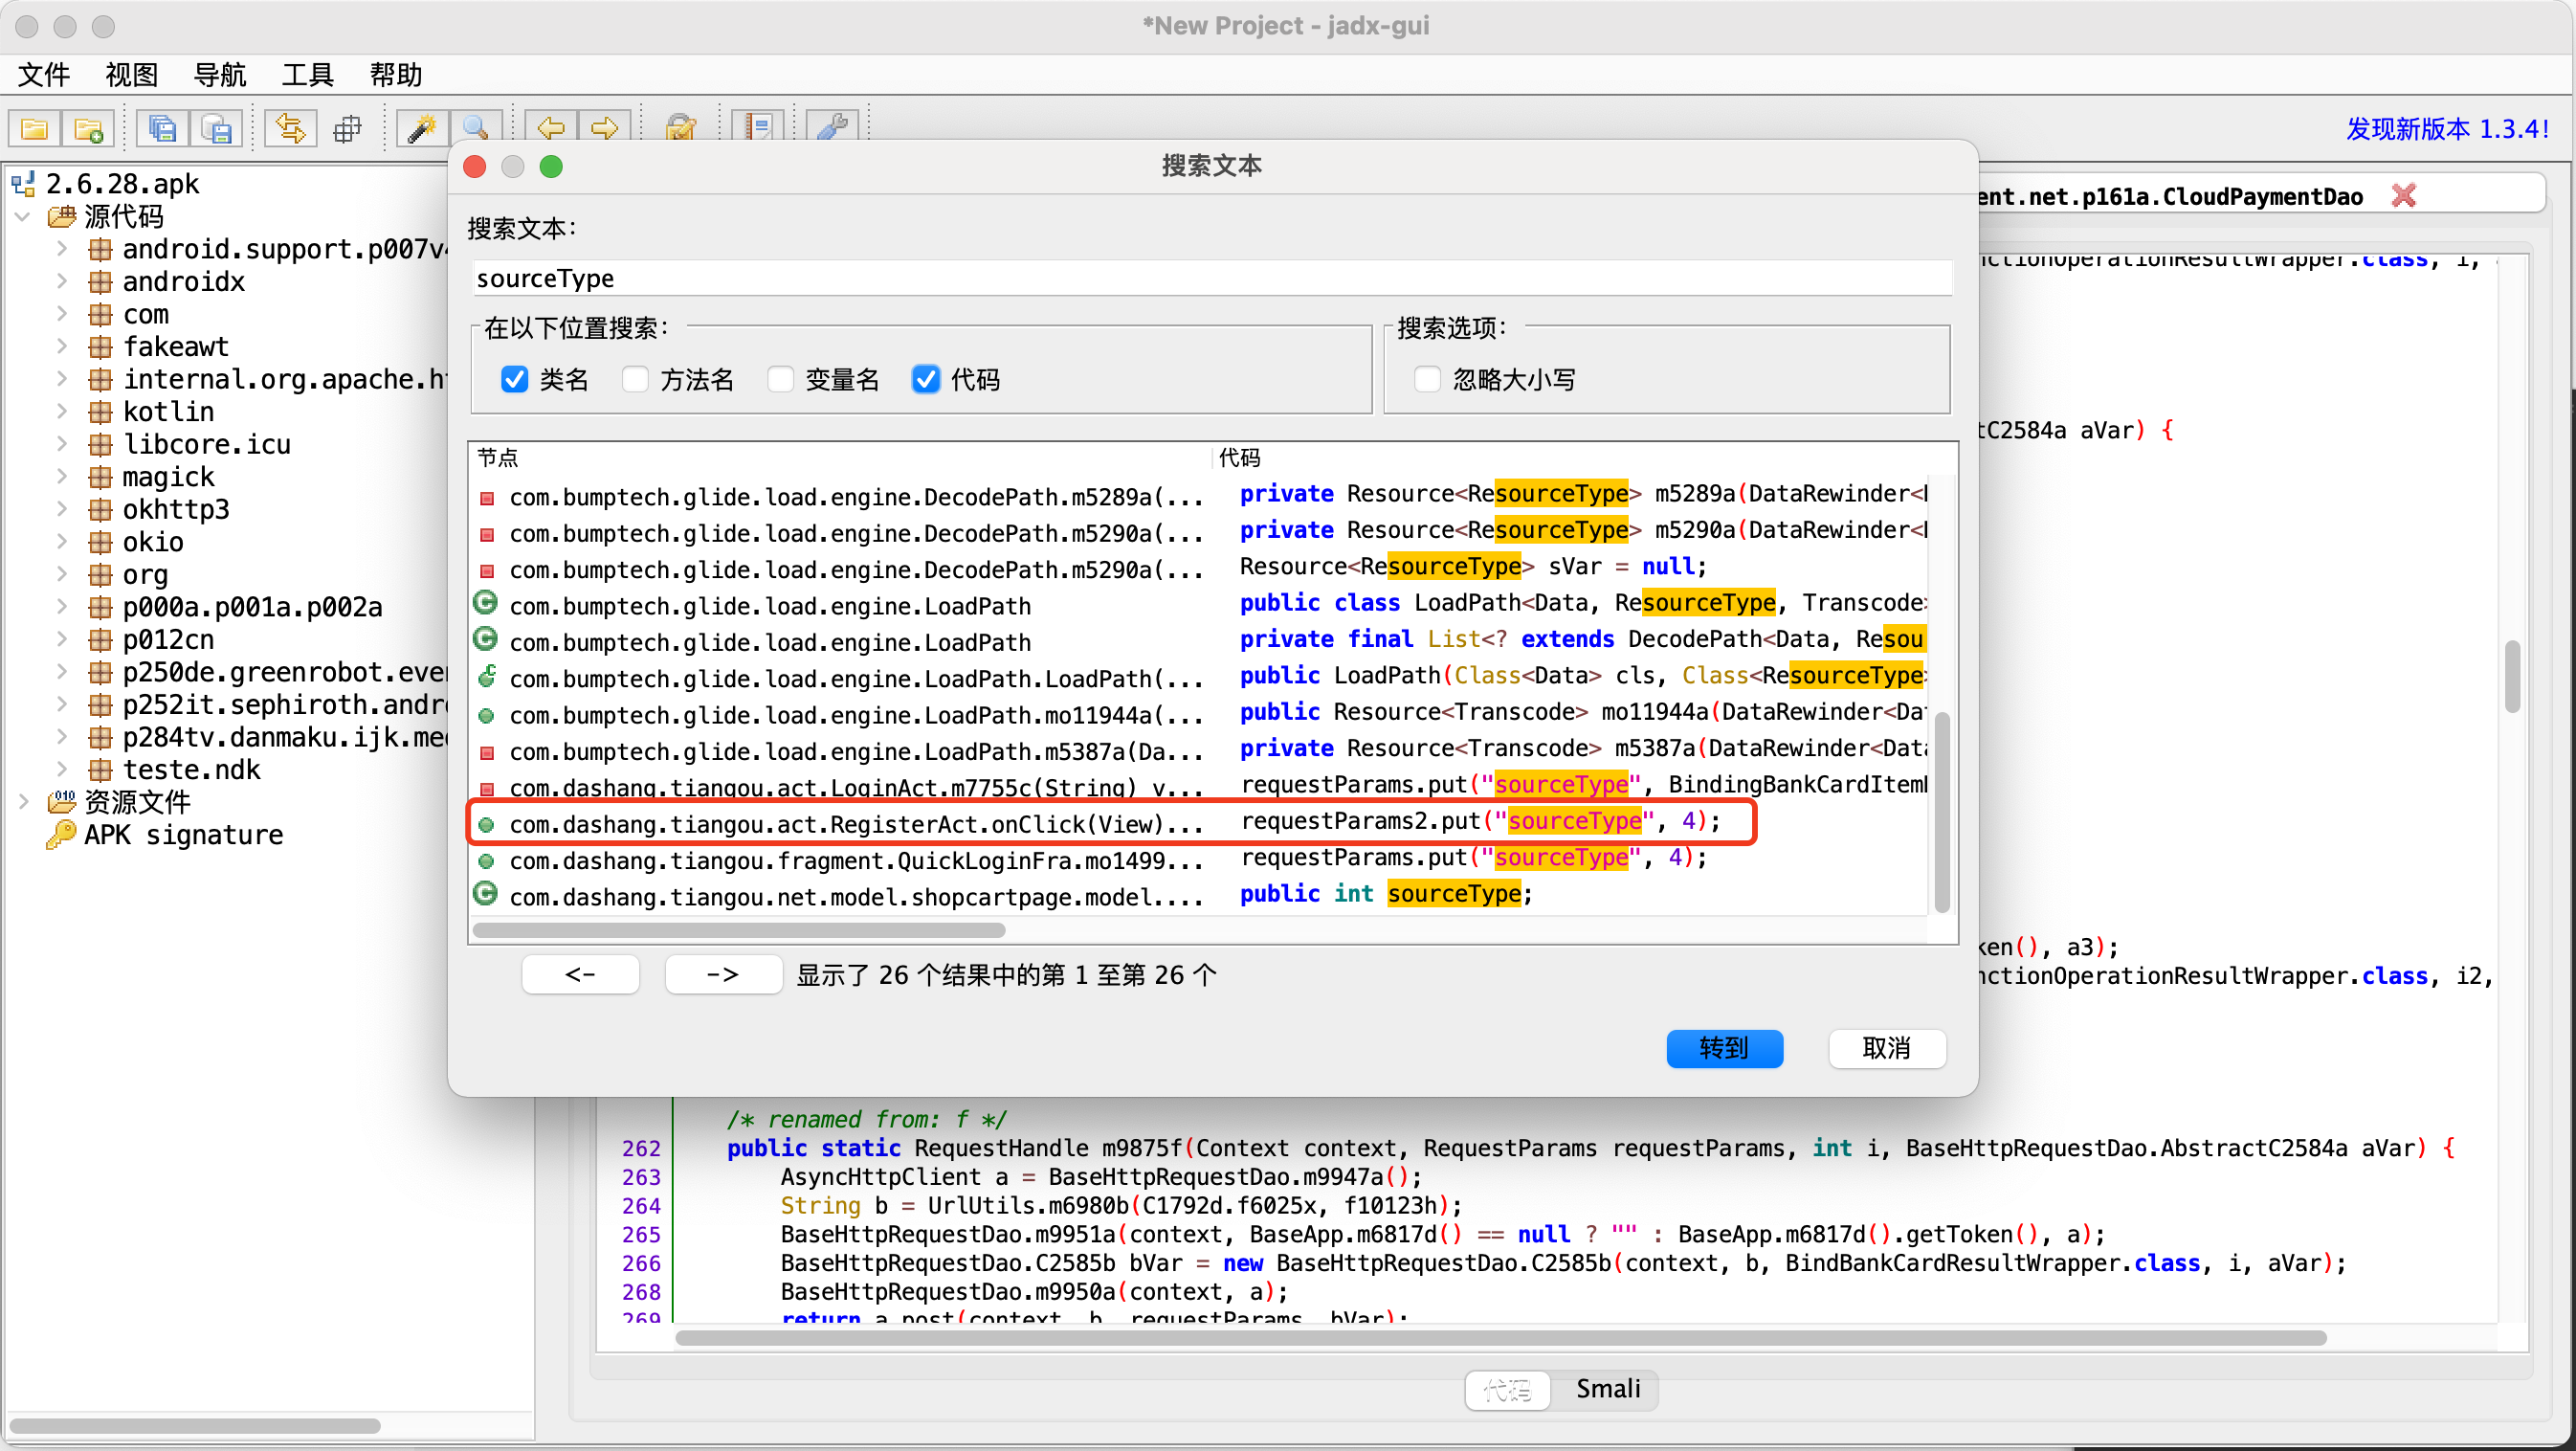 *New Project - jadx-gui
文件 视图 导航 工具 帮助
发现新版本 1.3.4!
2.6.28.apk
源代码
android.support.p007v4
androidx
com
fakeawt
internal.org.apache.h
kotlin
libcore.icu
magick
okhttp3
okio
org
p000a.p001a.p002a
p012cn
p250de.greenrobot.even
p252it.sephiroth.andro
p284tv.danmaku.ijk.med
teste.ndk
资源文件
APK signature
搜索文本
搜索文本：
sourceType
在以下位置搜索：
类名 方法名 变量名 代码
搜索选项：
忽略大小写
节点 代码
com.bumptech.glide.load.engine.DecodePath.m5289a(... private Resource<ResourceType> m5289a(DataRewinder<
com.bumptech.glide.load.engine.DecodePath.m5290a(... private Resource<ResourceType> m5290a(DataRewinder<
com.bumptech.glide.load.engine.DecodePath.m5290a(... Resource<ResourceType> sVar = null;
com.bumptech.glide.load.engine.LoadPath public class LoadPath<Data, ResourceType, Transcode>
com.bumptech.glide.load.engine.LoadPath private final List<? extends DecodePath<Data, Resour
com.bumptech.glide.load.engine.LoadPath.LoadPath(... public LoadPath(Class<Data> cls, Class<ResourceType>
com.bumptech.glide.load.engine.LoadPath.mo11944a(... public Resource<Transcode> mo11944a(DataRewinder<Dat
com.bumptech.glide.load.engine.LoadPath.m5387a(Da... private Resource<Transcode> m5387a(DataRewinder<Data
com.dashang.tiangou.act.LoginAct.m7755c(String) v... requestParams.put("sourceType", BindingBankCardItem
com.dashang.tiangou.act.RegisterAct.onClick(View)... requestParams2.put("sourceType", 4);
com.dashang.tiangou.fragment.QuickLoginFra.mo1499... requestParams.put("sourceType", 4);
com.dashang.tiangou.net.model.shopcartpage.model.... public int sourceType;
<- -> 显示了 26 个结果中的第 1 至第 26 个
转到 取消
ent.net.p161a.CloudPaymentDao
nctionOperationResultWrapper.class, i,
tC2584a aVar) {
ken(), a3);
nctionOperationResultWrapper.class, i2,
/* renamed from: f */
262 public static RequestHandle m9875f(Context context, RequestParams requestParams, int i, BaseHttpRequestDao.AbstractC2584a aVar) {
263 AsyncHttpClient a = BaseHttpRequestDao.m9947a();
264 String b = UrlUtils.m6980b(C1792d.f6025x, f10123h);
265 BaseHttpRequestDao.m9951a(context, BaseApp.m6817d() == null ? "" : BaseApp.m6817d().getToken(), a);
266 BaseHttpRequestDao.C2585b bVar = new BaseHttpRequestDao.C2585b(context, b, BindBankCardResultWrapper.class, i, aVar);
268 BaseHttpRequestDao.m9950a(context, a);
269 return a.post(context, b, requestParams, bVar);
代码 Smali